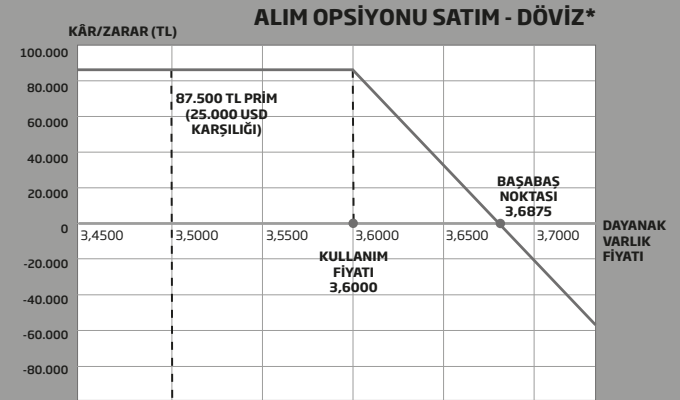 ALIM OPSİYONU SATIM - DÖVİZ*
KÂR/ZARAR (TL)
100.000
80.000
60.000
40.000
20.000
0
-20.000
-40.000
-60.000
-80.000
87.500 TL PRİM
(25.000 USD
KARŞILIĞI)
BAŞABAŞ
NOKTASI
3,6875
3,4500
3,5000
3,5500
3,6000
3,6500
3,7000
DAYANAK
VARLIK
FİYATI
KULLANIM
FİYATI
3,6000